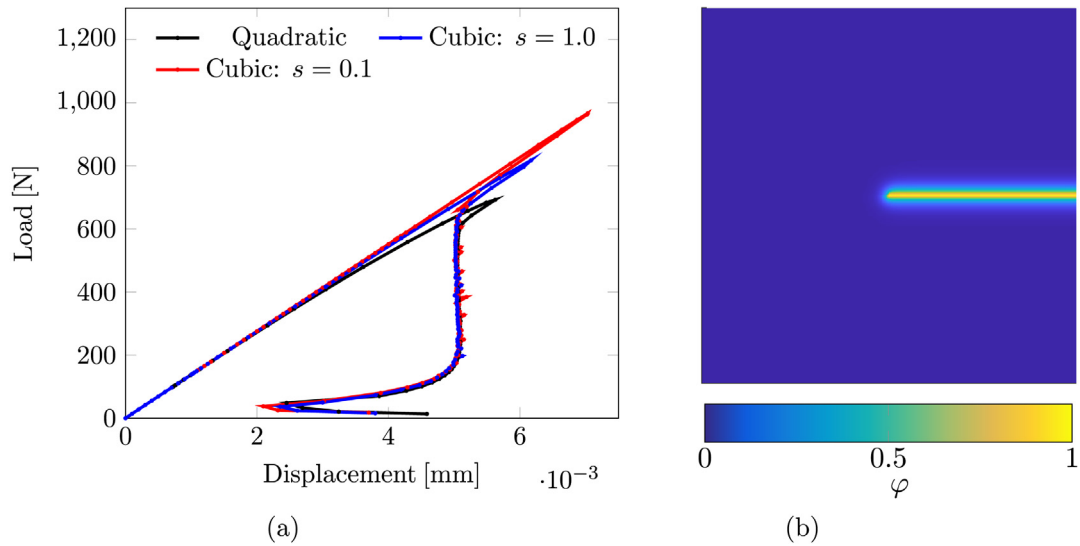 1,200
1,000
800
600
400
200
0
Load [N]
Quadratic
Cubic: s = 1.0
Cubic: s = 0.1
0 2 4 6
Displacement [mm]
·10⁻³
(a)
0 0.5 1
φ
(b)